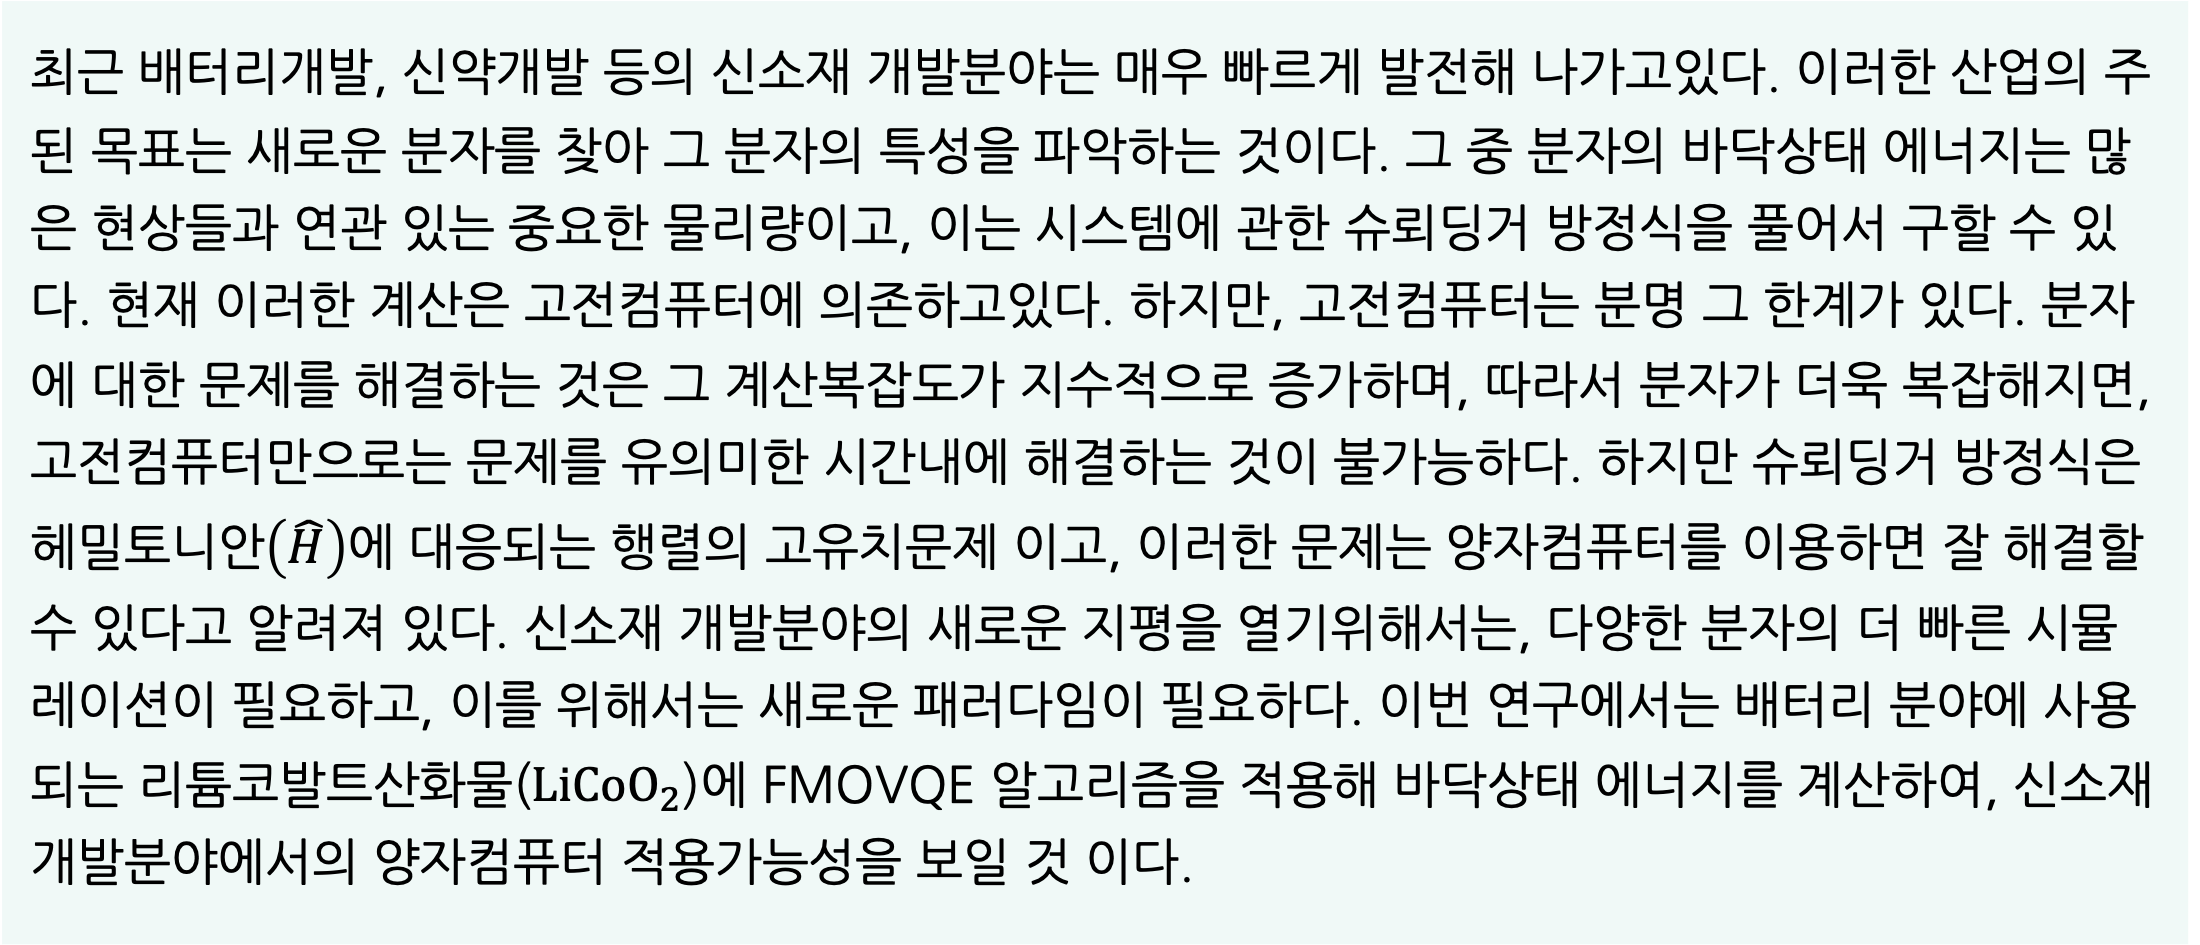 최근 배터리개발, 신약개발 등의 신소재 개발분야는 매우 빠르게 발전해 나가고있다. 이러한 산업의 주
된 목표는 새로운 분자를 찾아 그 분자의 특성을 파악하는 것이다. 그 중 분자의 바닥상태 에너지는 많
은 현상들과 연관 있는 중요한 물리량이고, 이는 시스템에 관한 슈뢰딩거 방정식을 풀어서 구할 수 있
다. 현재 이러한 계산은 고전컴퓨터에 의존하고있다. 하지만, 고전컴퓨터는 분명 그 한계가 있다. 분자
에 대한 문제를 해결하는 것은 그 계산복잡도가 지수적으로 증가하며, 따라서 분자가 더욱 복잡해지면,
고전컴퓨터만으로는 문제를 유의미한 시간내에 해결하는 것이 불가능하다. 하지만 슈뢰딩거 방정식은
헤밀토니안(Ĥ)에 대응되는 행렬의 고유치문제 이고, 이러한 문제는 양자컴퓨터를 이용하면 잘 해결할
수 있다고 알려져 있다. 신소재 개발분야의 새로운 지평을 열기위해서는, 다양한 분자의 더 빠른 시뮬
레이션이 필요하고, 이를 위해서는 새로운 패러다임이 필요하다. 이번 연구에서는 배터리 분야에 사용
되는 리튬코발트산화물(LiCoO₂)에 FMOVQE 알고리즘을 적용해 바닥상태 에너지를 계산하여, 신소재
개발분야에서의 양자컴퓨터 적용가능성을 보일 것 이다.